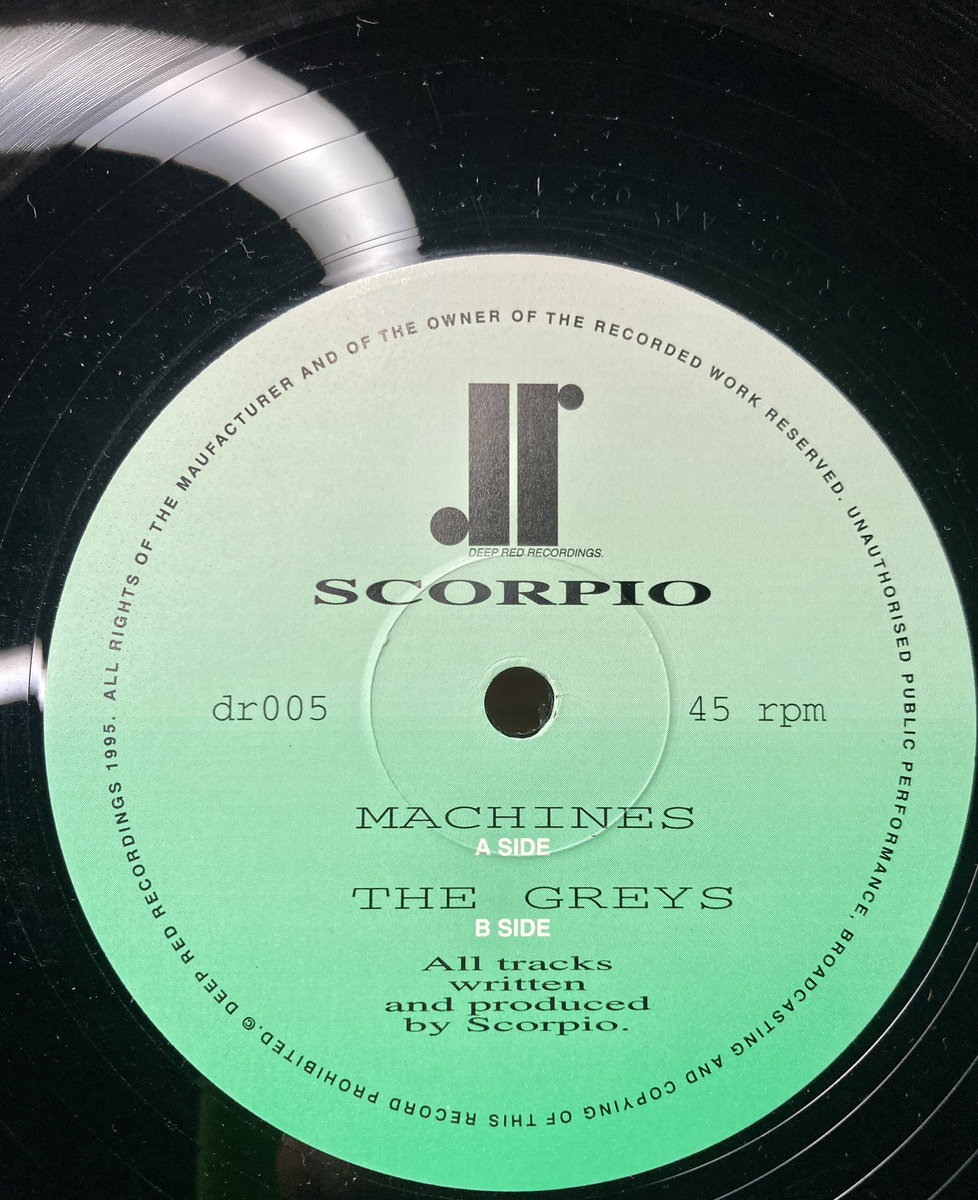 DEEP RED RECORDINGS.
SCORPIO
dr005
45 rpm
MACHINES
A SIDE
THE GREYS
B SIDE
All tracks
written
and produced
by Scorpio.
ALL RIGHTS OF THE MAUFACTURER AND OF THE OWNER OF THE RECORDED WORK RESERVED. UNAUTHORISED PUBLIC PERFORMANCE, BROADCASTING AND COPYING OF THIS RECORD PROHIBITED. © DEEP RED RECORDINGS 1995.